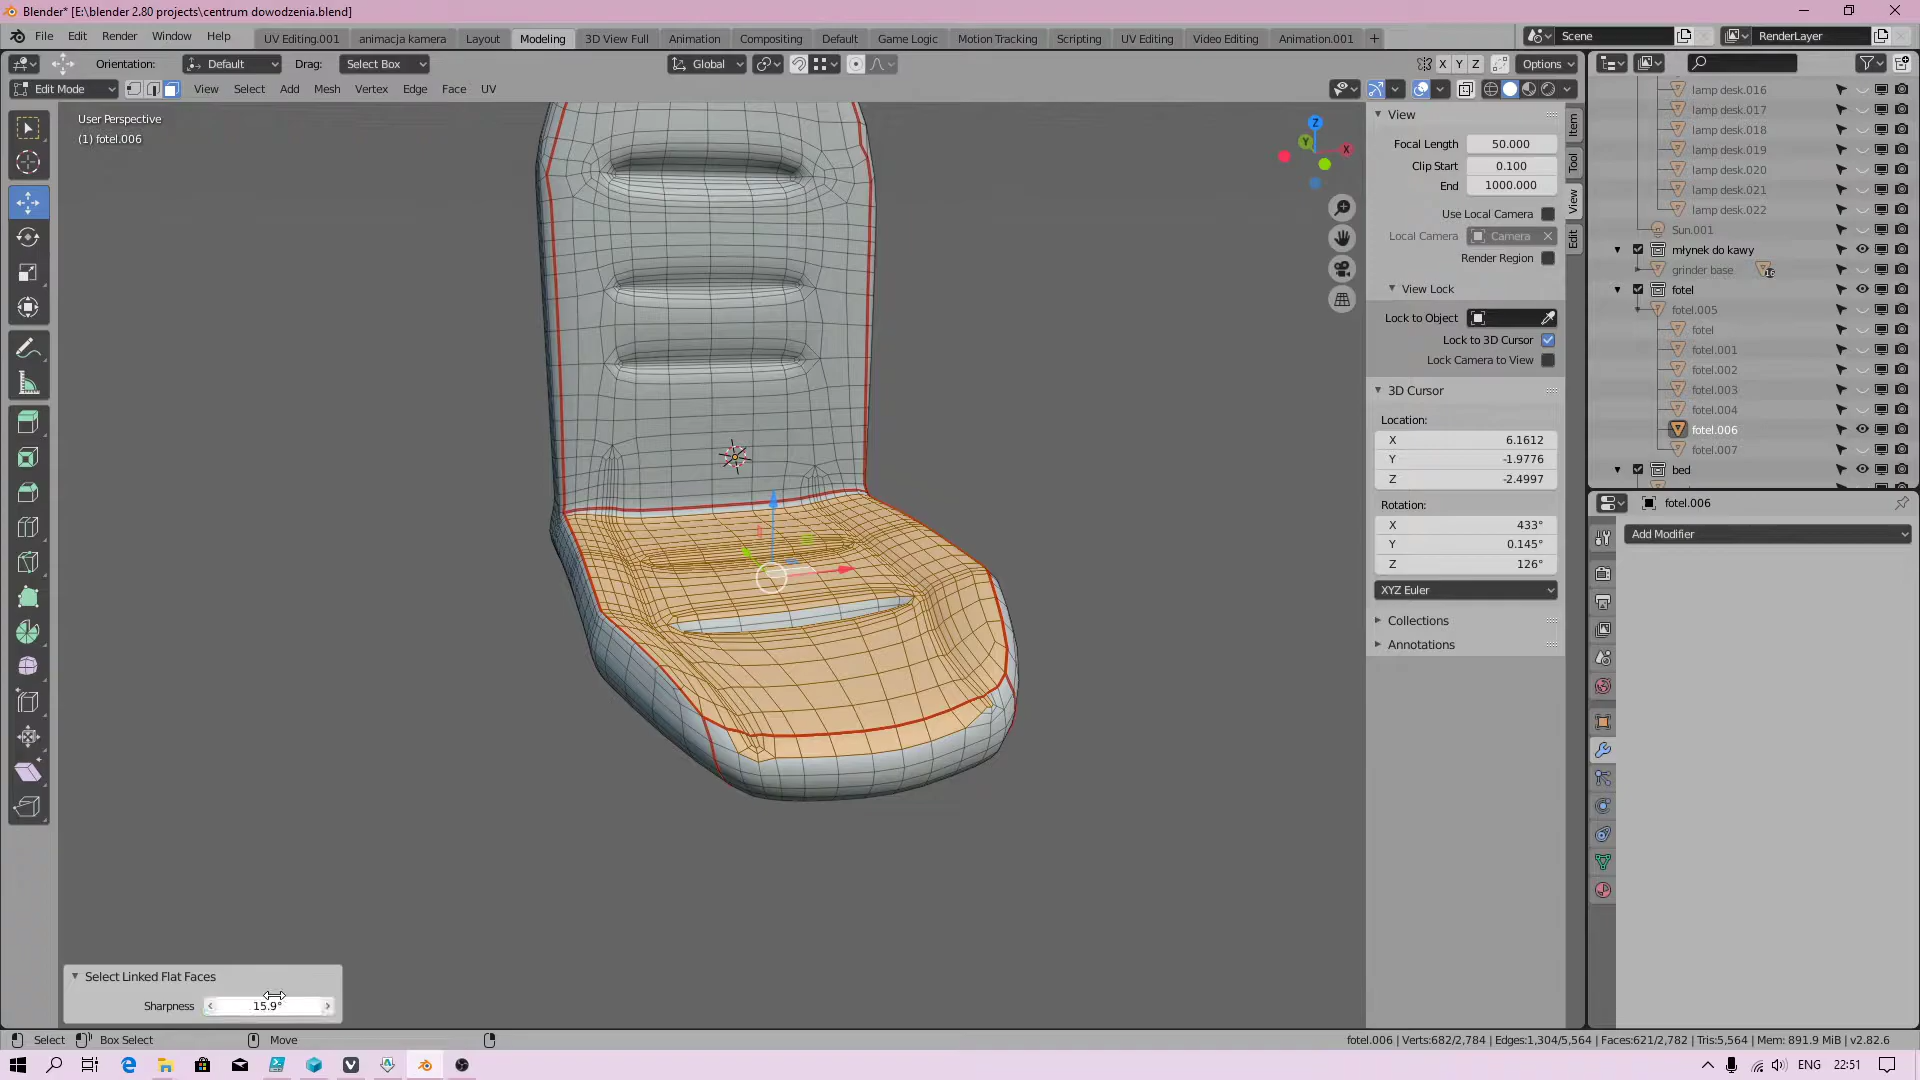 Blender* [E:\blender 2.80 projects\centrum dowodzenia.blend]
File Edit Render Window Help
UV Editing.001 animacja kamera Layout Modeling 3D View Full Animation Compositing Default Game Logic Motion Tracking Scripting UV Editing Video Editing Animation.001 +
Scene
RenderLayer
Orientation: Default Drag: Select Box
Global
X Y Z Options
Edit Mode View Select Add Mesh Vertex Edge Face UV
User Perspective
(1) fotel.006
Z
Y
X
View
Focal Length 50.000
Clip Start 0.100
End 1000.000
Use Local Camera
Local Camera Camera
Render Region
View Lock
Lock to Object
Lock to 3D Cursor
Lock Camera to View
3D Cursor
Location:
X 6.1612
Y -1.9776
Z -2.4997
Rotation:
X 433°
Y 0.145°
Z 126°
XYZ Euler
Collections
Annotations
Item
Tool
View
Edit
lamp desk.016
lamp desk.017
lamp desk.018
lamp desk.019
lamp desk.020
lamp desk.021
lamp desk.022
Sun.001
młynek do kawy
grinder base 16
fotel
fotel.005
fotel
fotel.001
fotel.002
fotel.003
fotel.004
fotel.006
fotel.007
bed
fotel.006
Add Modifier
Select Linked Flat Faces
Sharpness 15.9°
Select Box Select Move
fotel.006 | Verts:682/2,784 | Edges:1,304/5,564 | Faces:621/2,782 | Tris:5,564 | Mem: 891.9 MiB | v2.82.6
ENG 22:51